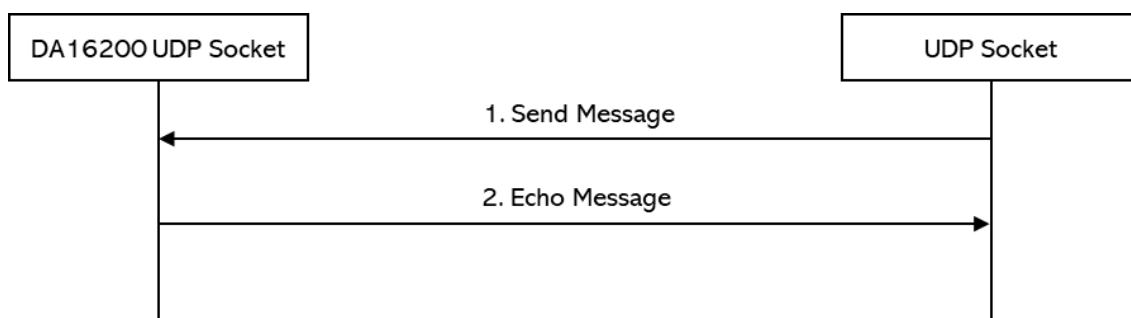 DA16200 UDP Socket
UDP Socket
1. Send Message
2. Echo Message